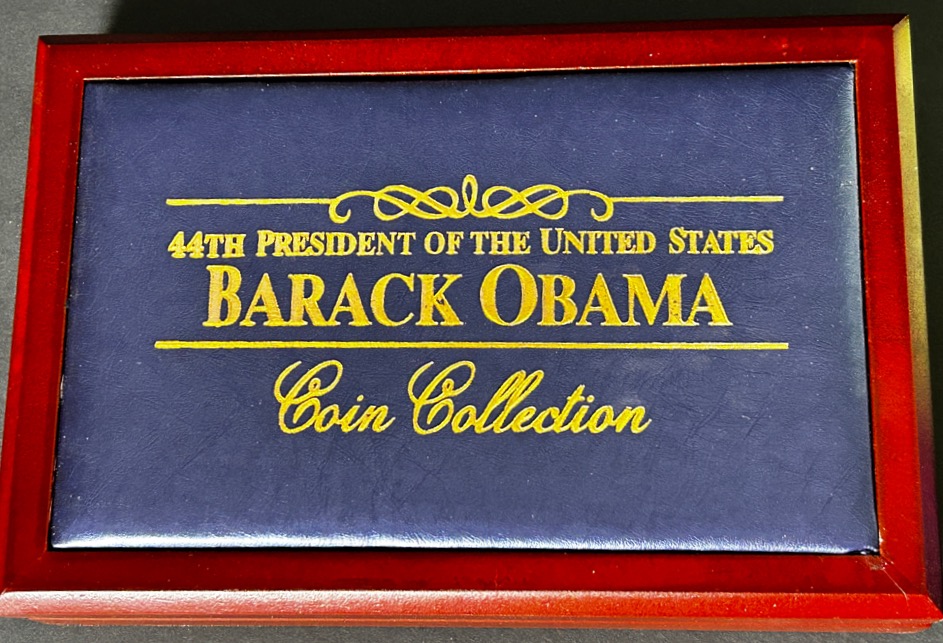 44TH PRESIDENT OF THE UNITED STATES
BARACK OBAMA
Coin Collection